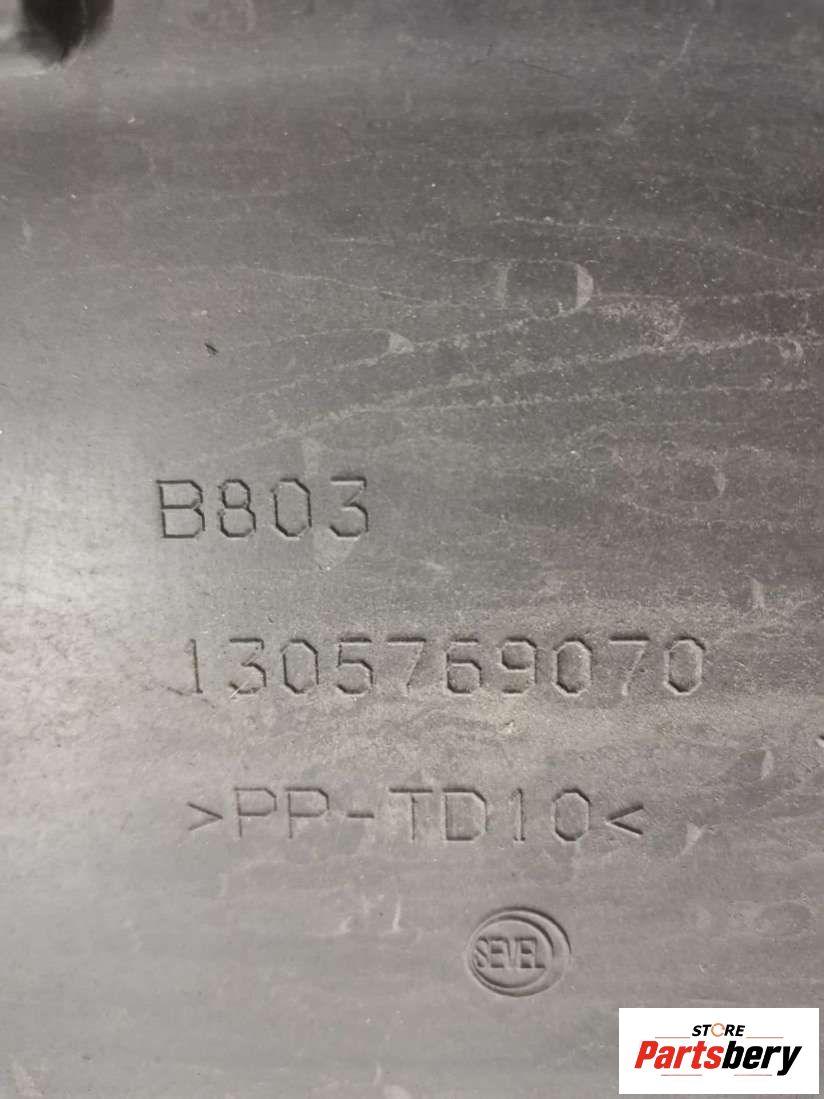 B803
1305769070
>PP-TD10<
SEVEL
STORE
Partsbery